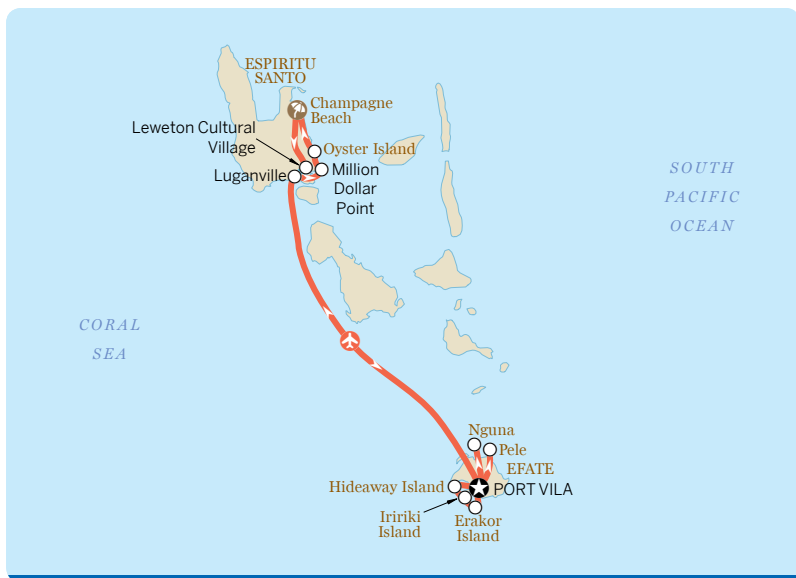 ESPIRITU
SANTO
Champagne
Beach
Leweton Cultural
Village
Oyster Island
Luganville
Million
Dollar
Point
SOUTH
PACIFIC
OCEAN
CORAL
SEA
Nguna
Pele
EFATE
Hideaway Island
PORT VILA
Iririki
Island
Erakor
Island